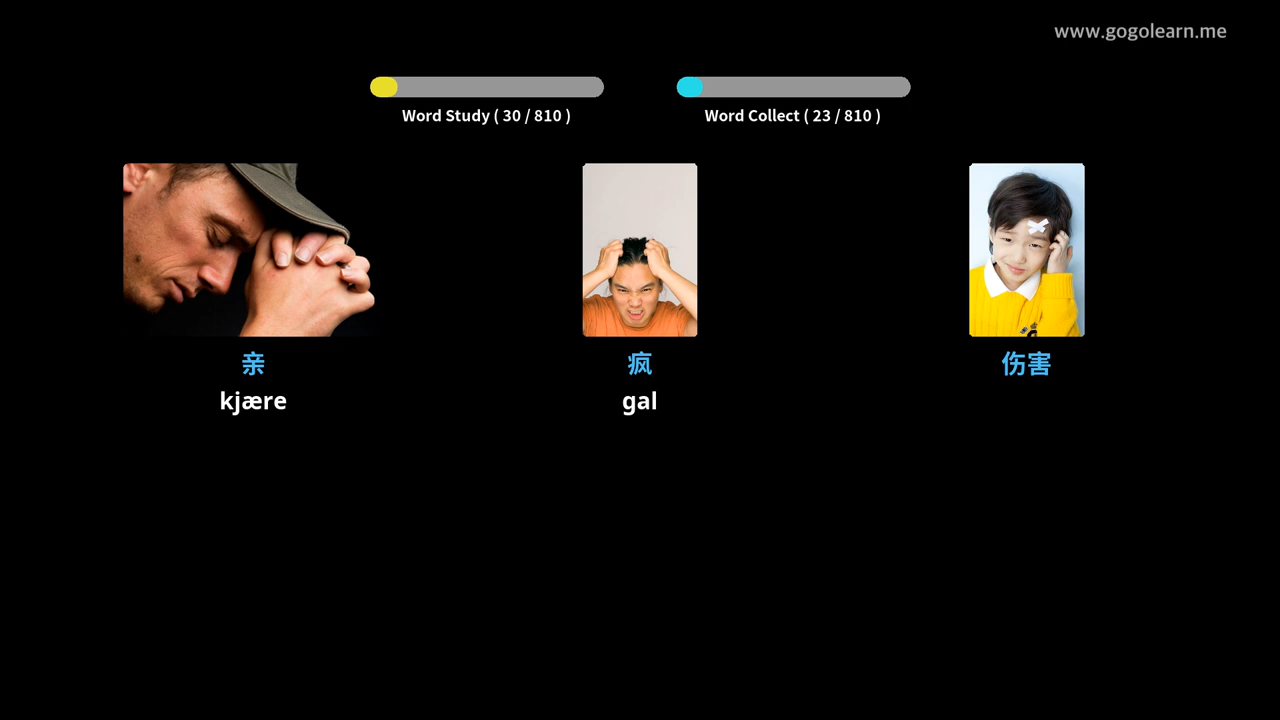 www.gogolearn.me
Word Study ( 30 / 810 )
Word Collect ( 23 / 810 )
亲
疯
伤害
kjære
gal